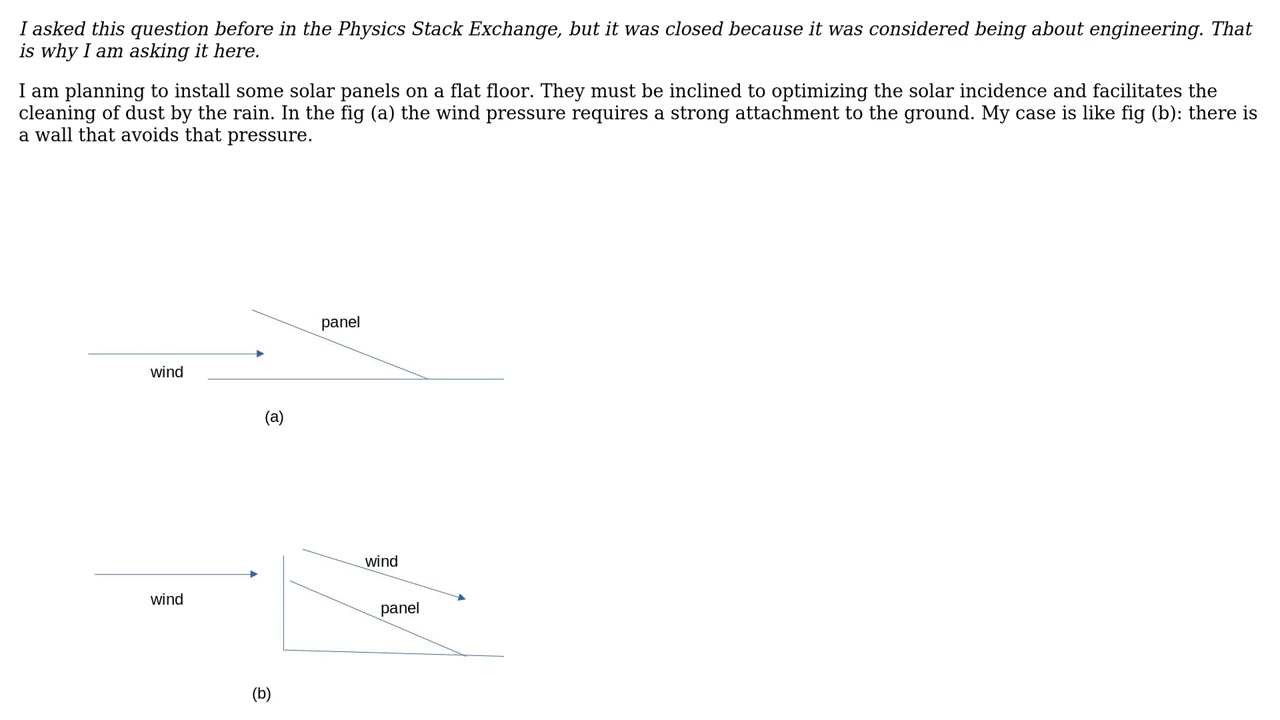 I asked this question before in the Physics Stack Exchange, but it was closed because it was considered being about engineering. That
is why I am asking it here.
I am planning to install some solar panels on a flat floor. They must be inclined to optimizing the solar incidence and facilitates the
cleaning of dust by the rain. In the fig (a) the wind pressure requires a strong attachment to the ground. My case is like fig (b): there is
a wall that avoids that pressure.
panel
wind
(a)
wind
panel
wind
(b)